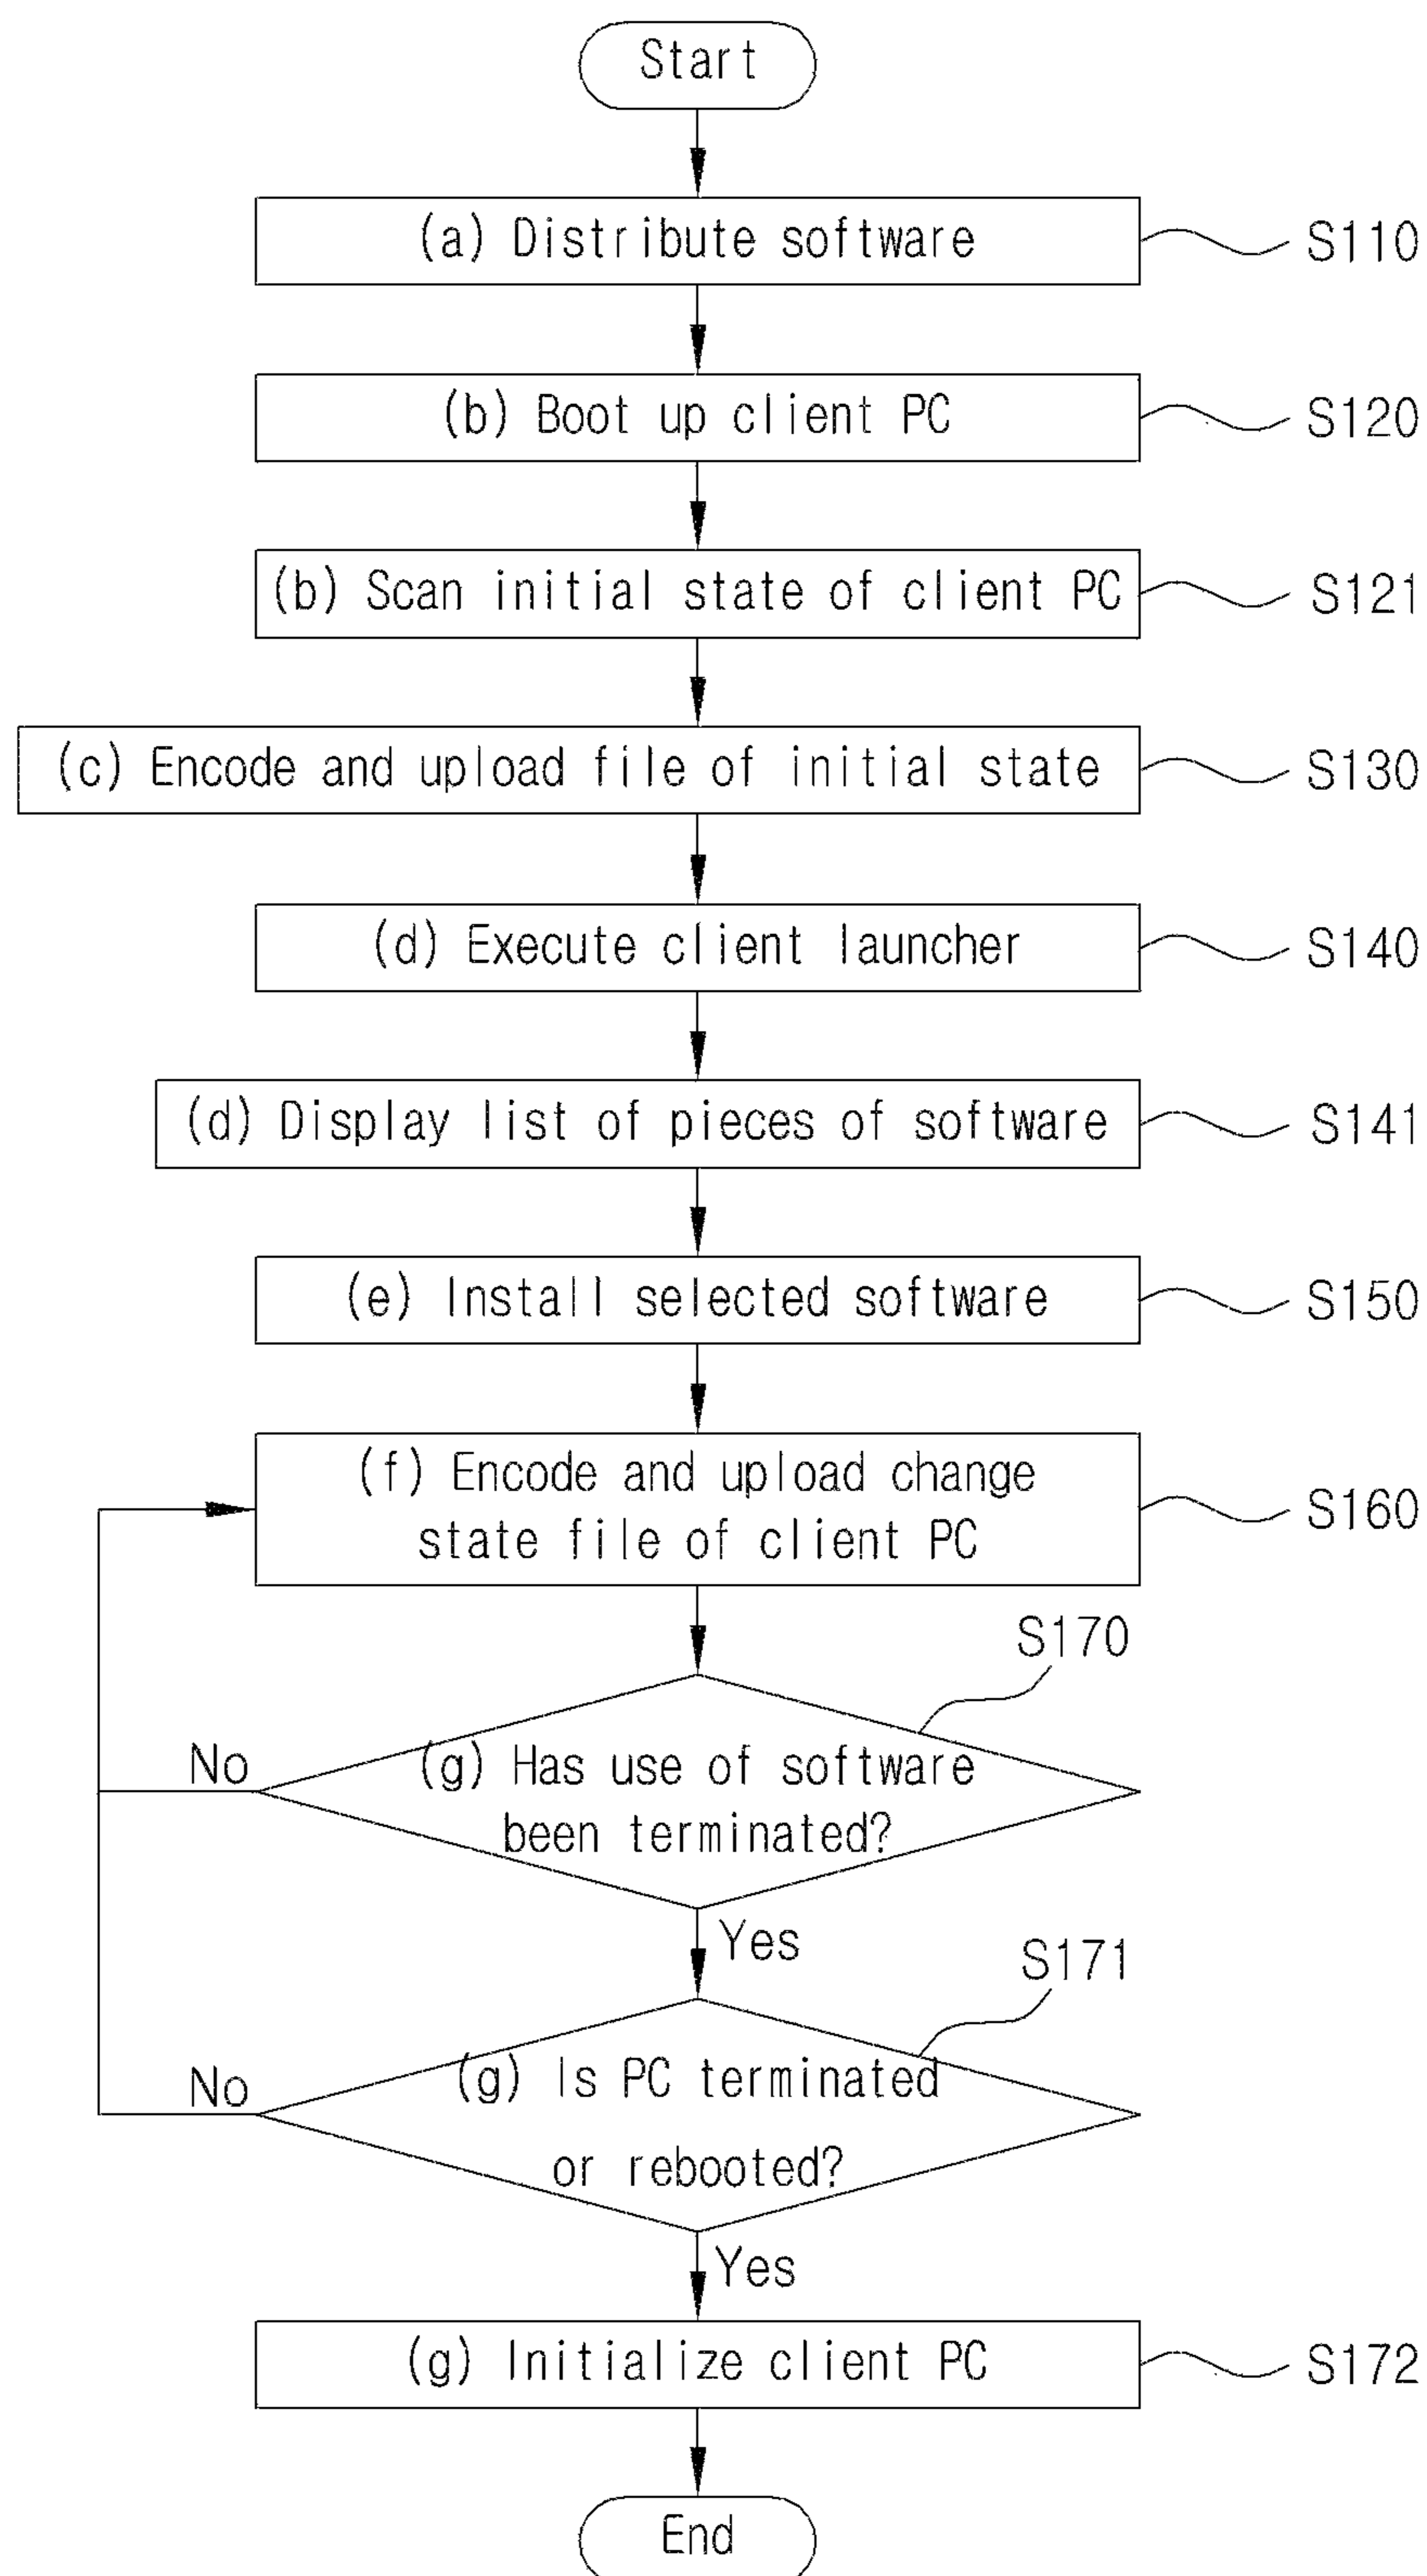 Start
(a) Distribute software
S110
(b) Boot up client PC
S120
(b) Scan initial state of client PC
S121
(c) Encode and upload file of initial state
S130
(d) Execute client launcher
S140
(d) Display list of pieces of software
S141
(e) Install selected software
S150
(f) Encode and upload change
state file of client PC
S160
S170
(g) Has use of software
been terminated?
No
Yes
S171
(g) Is PC terminated
or rebooted?
No
Yes
(g) Initialize client PC
S172
End